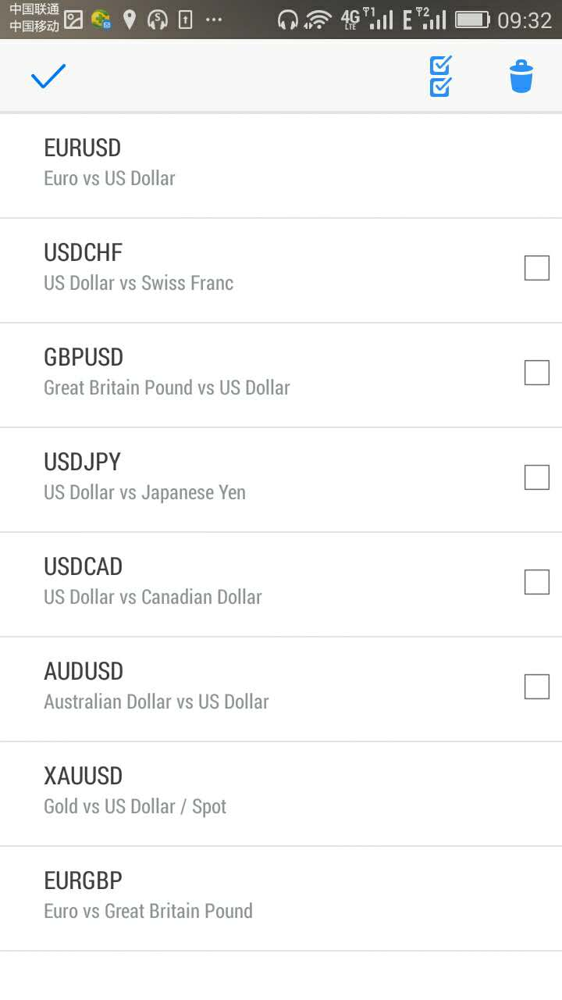 中国联通
中国移动
4G LTE T1 E T2 09:32
EURUSD
Euro vs US Dollar
USDCHF
US Dollar vs Swiss Franc
GBPUSD
Great Britain Pound vs US Dollar
USDJPY
US Dollar vs Japanese Yen
USDCAD
US Dollar vs Canadian Dollar
AUDUSD
Australian Dollar vs US Dollar
XAUUSD
Gold vs US Dollar / Spot
EURGBP
Euro vs Great Britain Pound